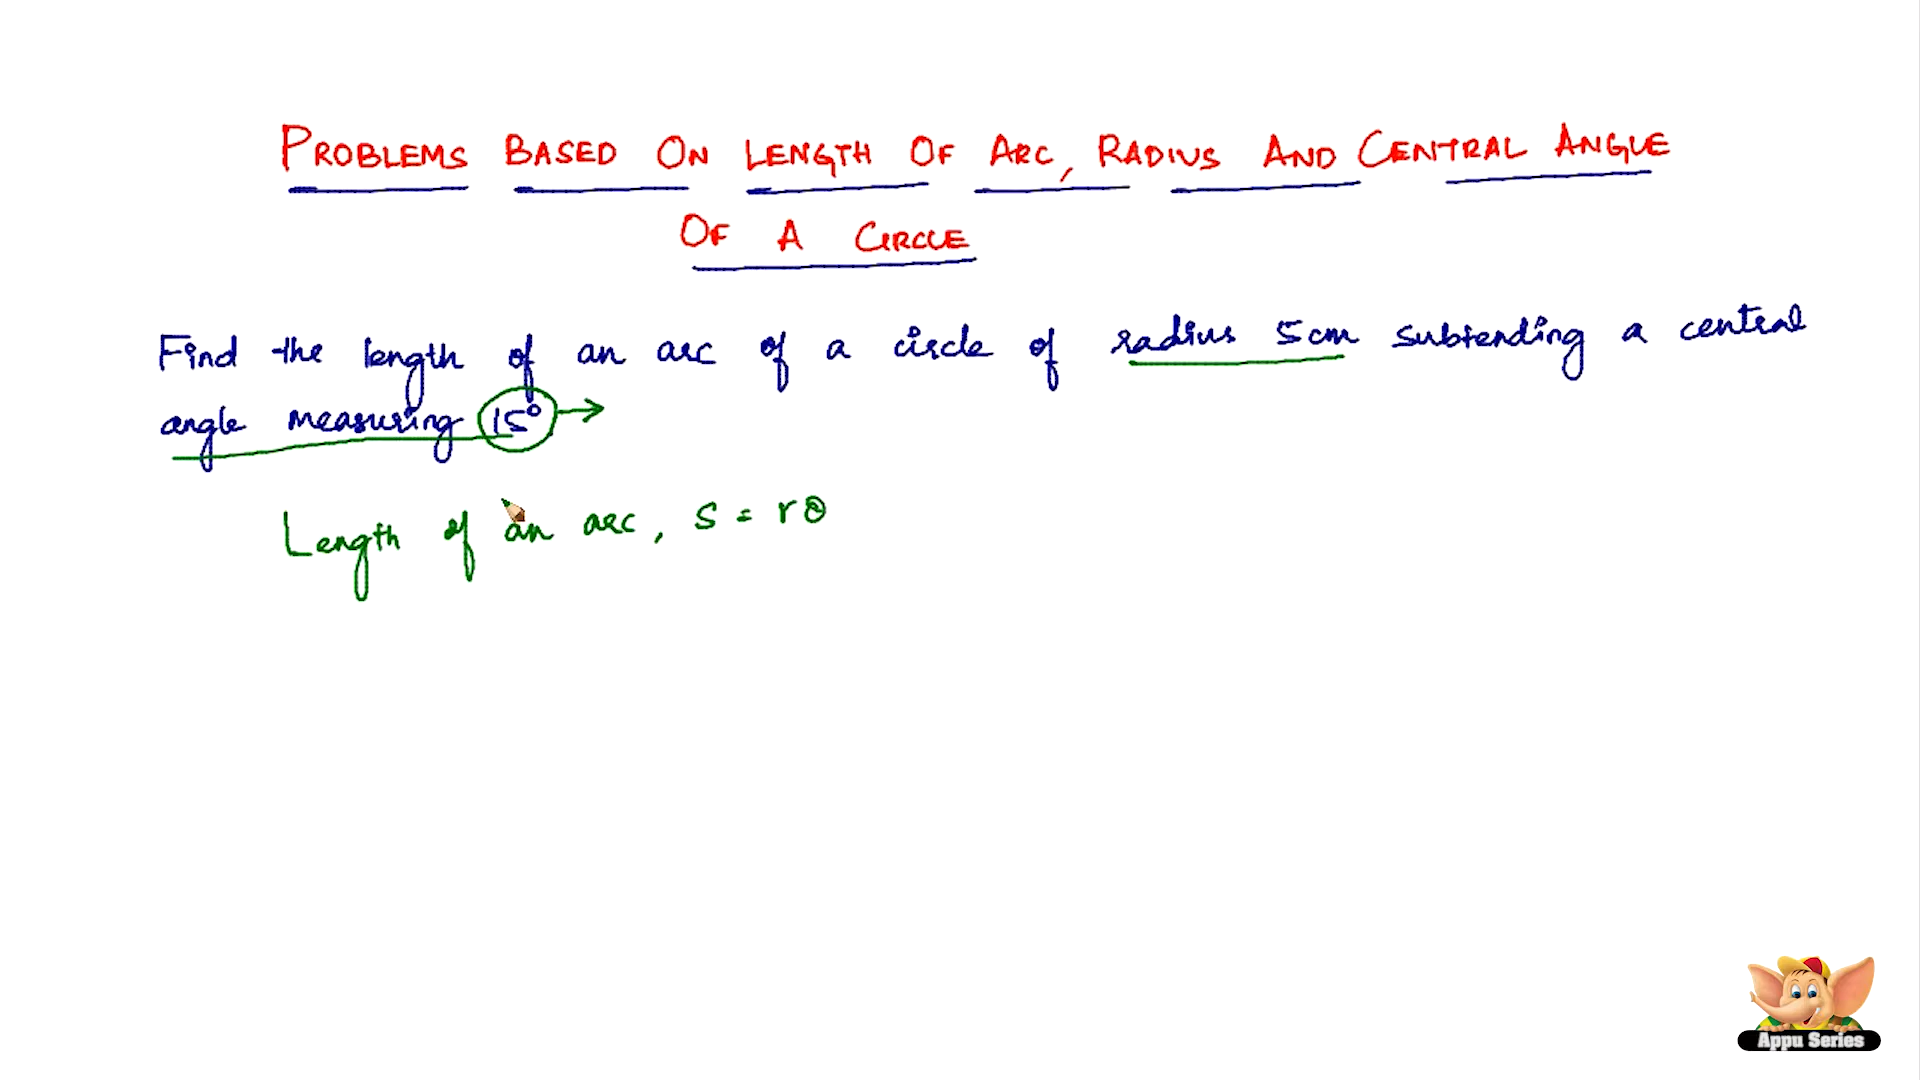 PROBLEMS BASED ON LENGTH OF ARC, RADIUS AND CENTRAL ANGLE
OF A CIRCLE
Find the length of an arc of a circle of radius 5cm subtending a central
angle measuring 15°
Length of an arc, S = rθ
Appu Series